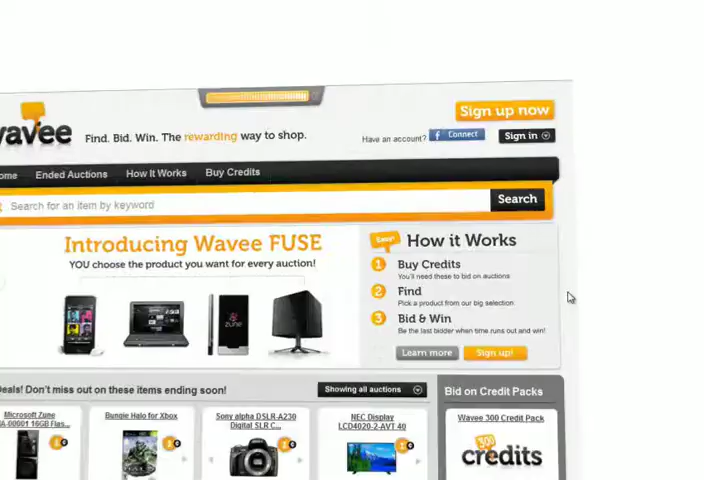 Sign up now
wavee
Find. Bid. Win. The rewarding way to shop.
Have an account?
f Connect
Sign in
ome
Ended Auctions
How It Works
Buy Credits
Search for an item by keyword
Search
Introducing Wavee FUSE
YOU choose the product you want for every auction!
zune
Easy!
How it Works
1
Buy Credits
You'll need these to bid on auctions
2
Find
Pick a product from our big selection
3
Bid & Win
Be the last bidder when time runs out and win!
Learn more
Sign up!
Deals! Don't miss out on these items ending soon!
Showing all auctions
Bid on Credit Packs
Microsoft Zune
A-00001 16GB Flas...
Bungie Halo for Xbox
Sony alpha DSLR-A230
Digital SLR C...
NEC Display
LCD4020-2-AVT 40
Wavee 300 Credit Pack
300
credits